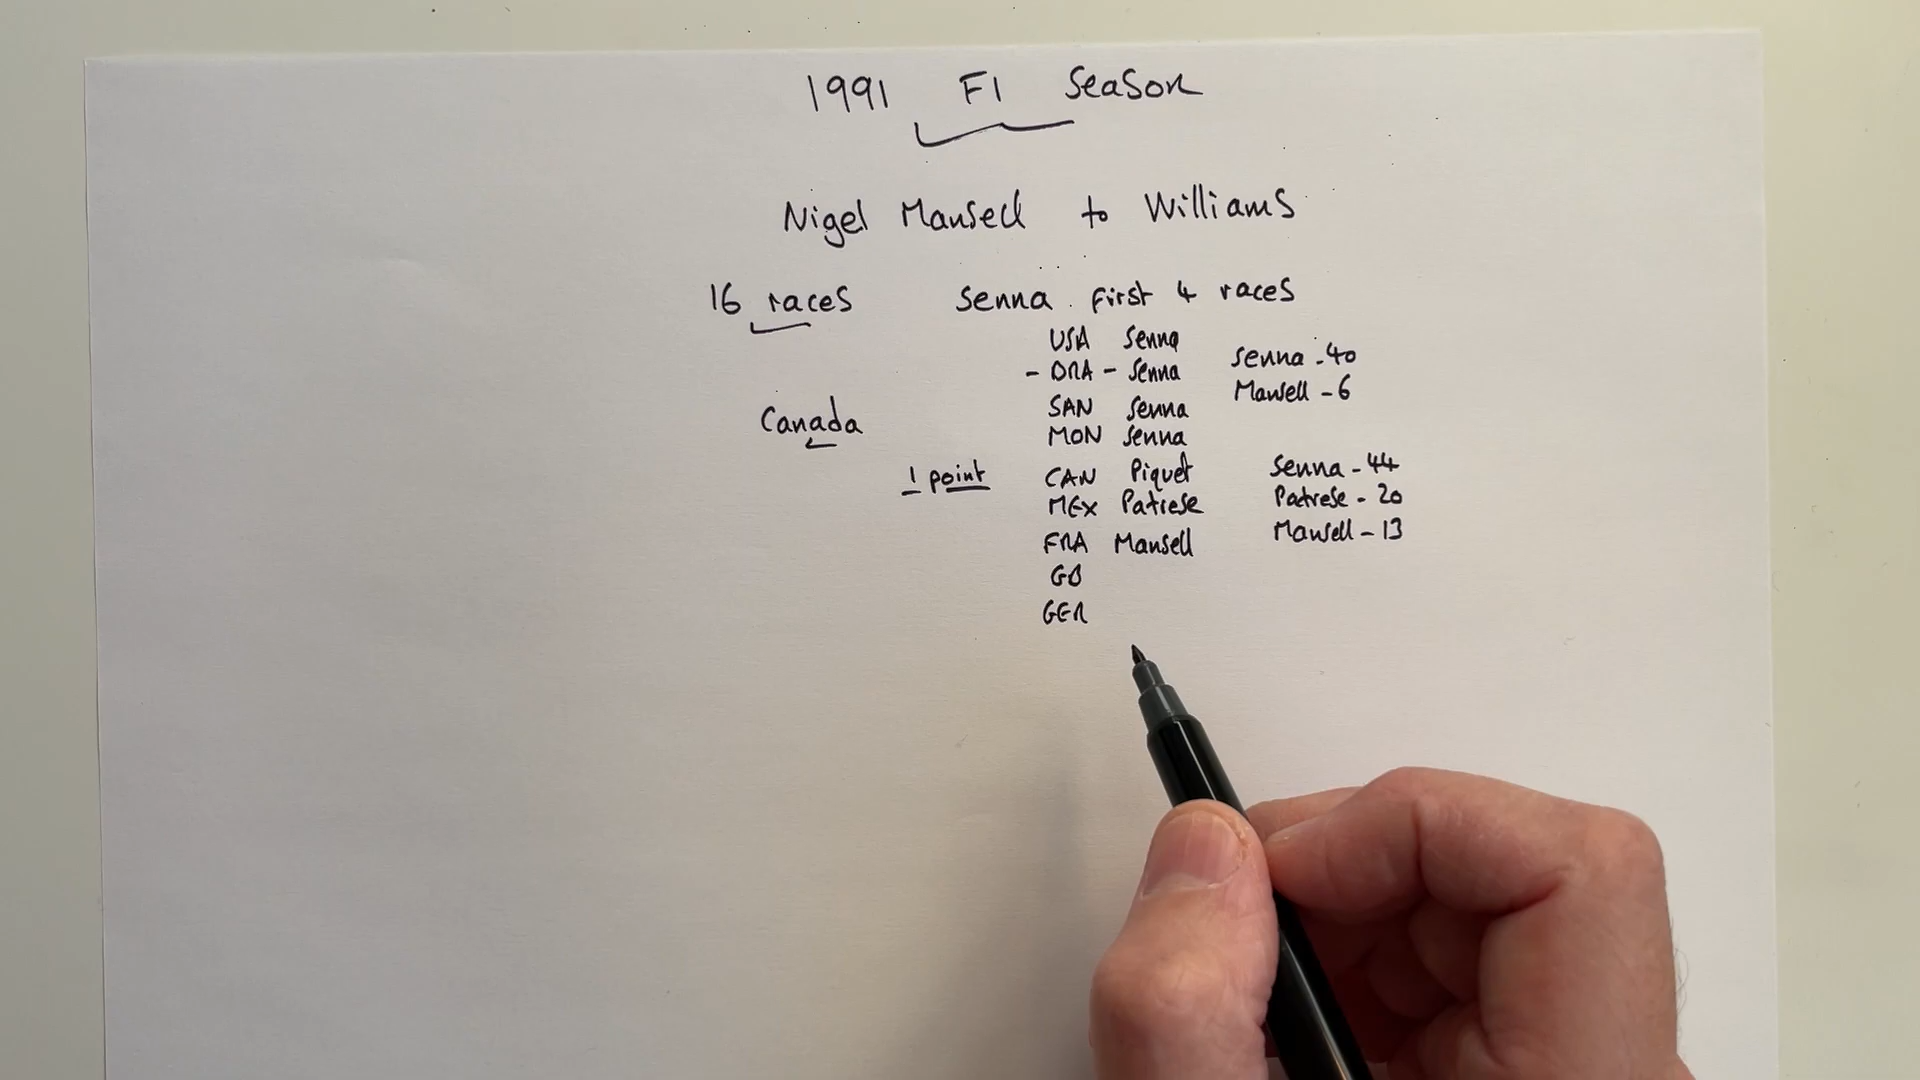 1991 F1 Season
Nigel Mansell to Williams
16 races
Senna first 4 races
USA Senna
- BRA - Senna
SAN Senna
MON Senna
Senna - 40
Mansell - 6
Canada
1 point
CAN Piquet
MEX Patrese
FRA Mansell
GB
GER
Senna - 44
Patrese - 20
Mansell - 13